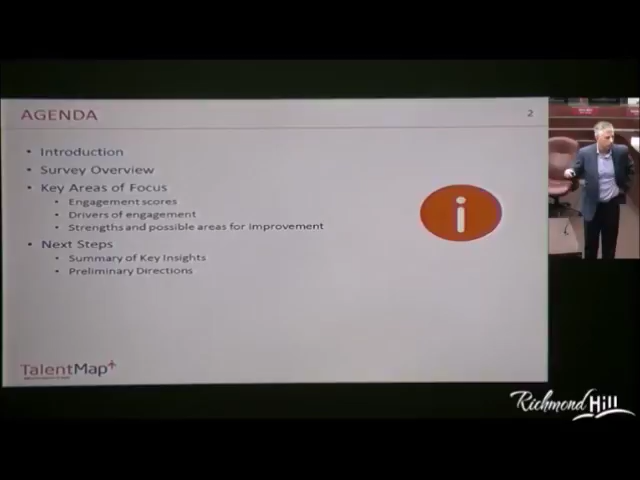 AGENDA
2
• Introduction
• Survey Overview
• Key Areas of Focus
• Engagement scores
• Drivers of engagement
• Strengths and possible areas for improvement
• Next Steps
• Summary of Key Insights
• Preliminary Directions
i
TalentMap+
Richmond Hill